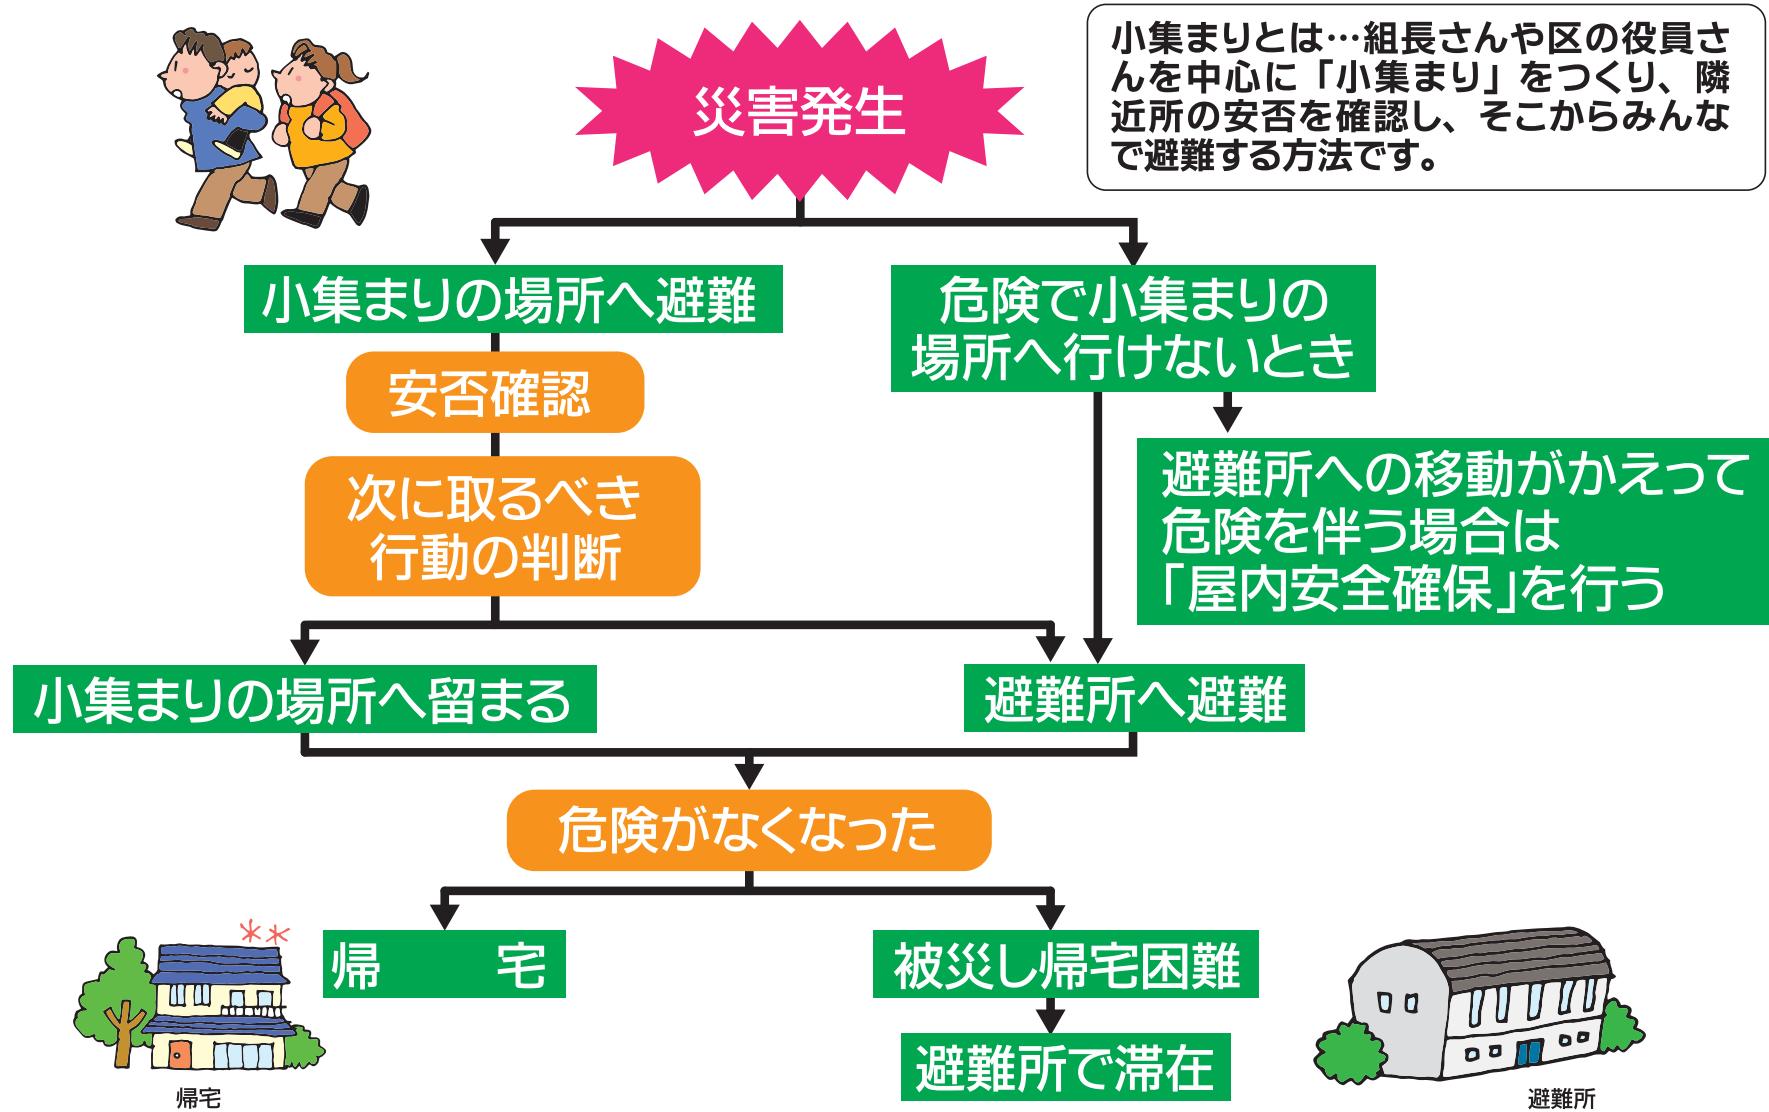 災害発生
小集まりとは…組長さんや区の役員さ
んを中心に「小集まり」をつくり、隣
近所の安否を確認し、そこからみんな
で避難する方法です。
小集まりの場所へ避難
危険で小集まりの
場所へ行けないとき
安否確認
次に取るべき
行動の判断
避難所への移動がかえって
危険を伴う場合は
「屋内安全確保」を行う
小集まりの場所へ留まる
避難所へ避難
危険がなくなった
帰　　宅
被災し帰宅困難
避難所で滞在
帰宅
避難所